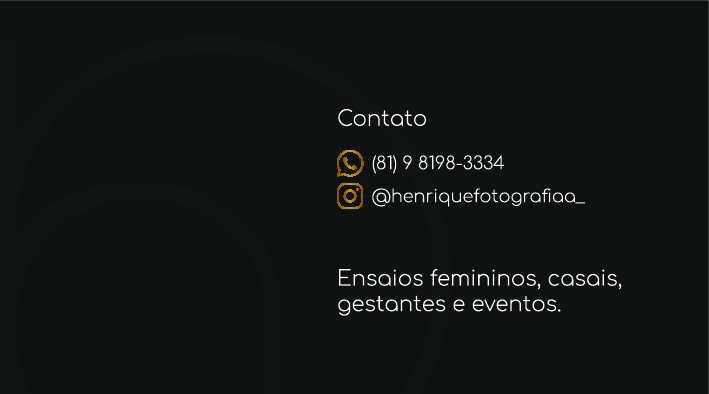 Contato
(81) 9 8198-3334
@henriquefotografiaa_
Ensaios femininos, casais,
gestantes e eventos.